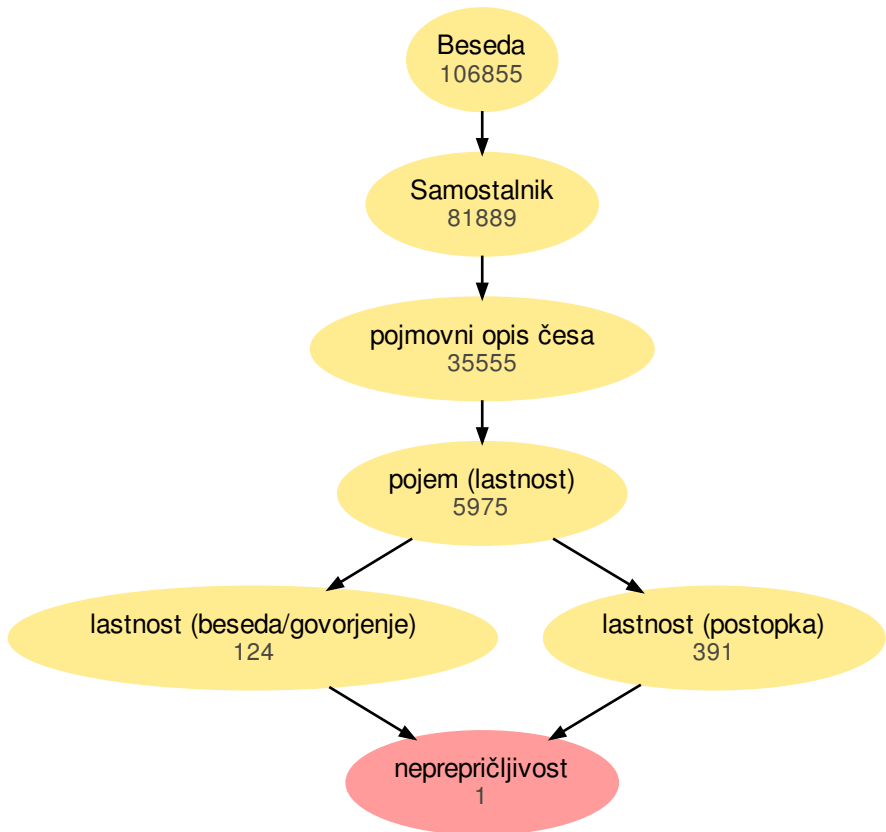 Beseda
106855
Samostalnik
81889
pojmovni opis česa
35555
pojem (lastnost)
5975
lastnost (beseda/govorjenje)
124
lastnost (postopka)
391
neprepričljivost
1